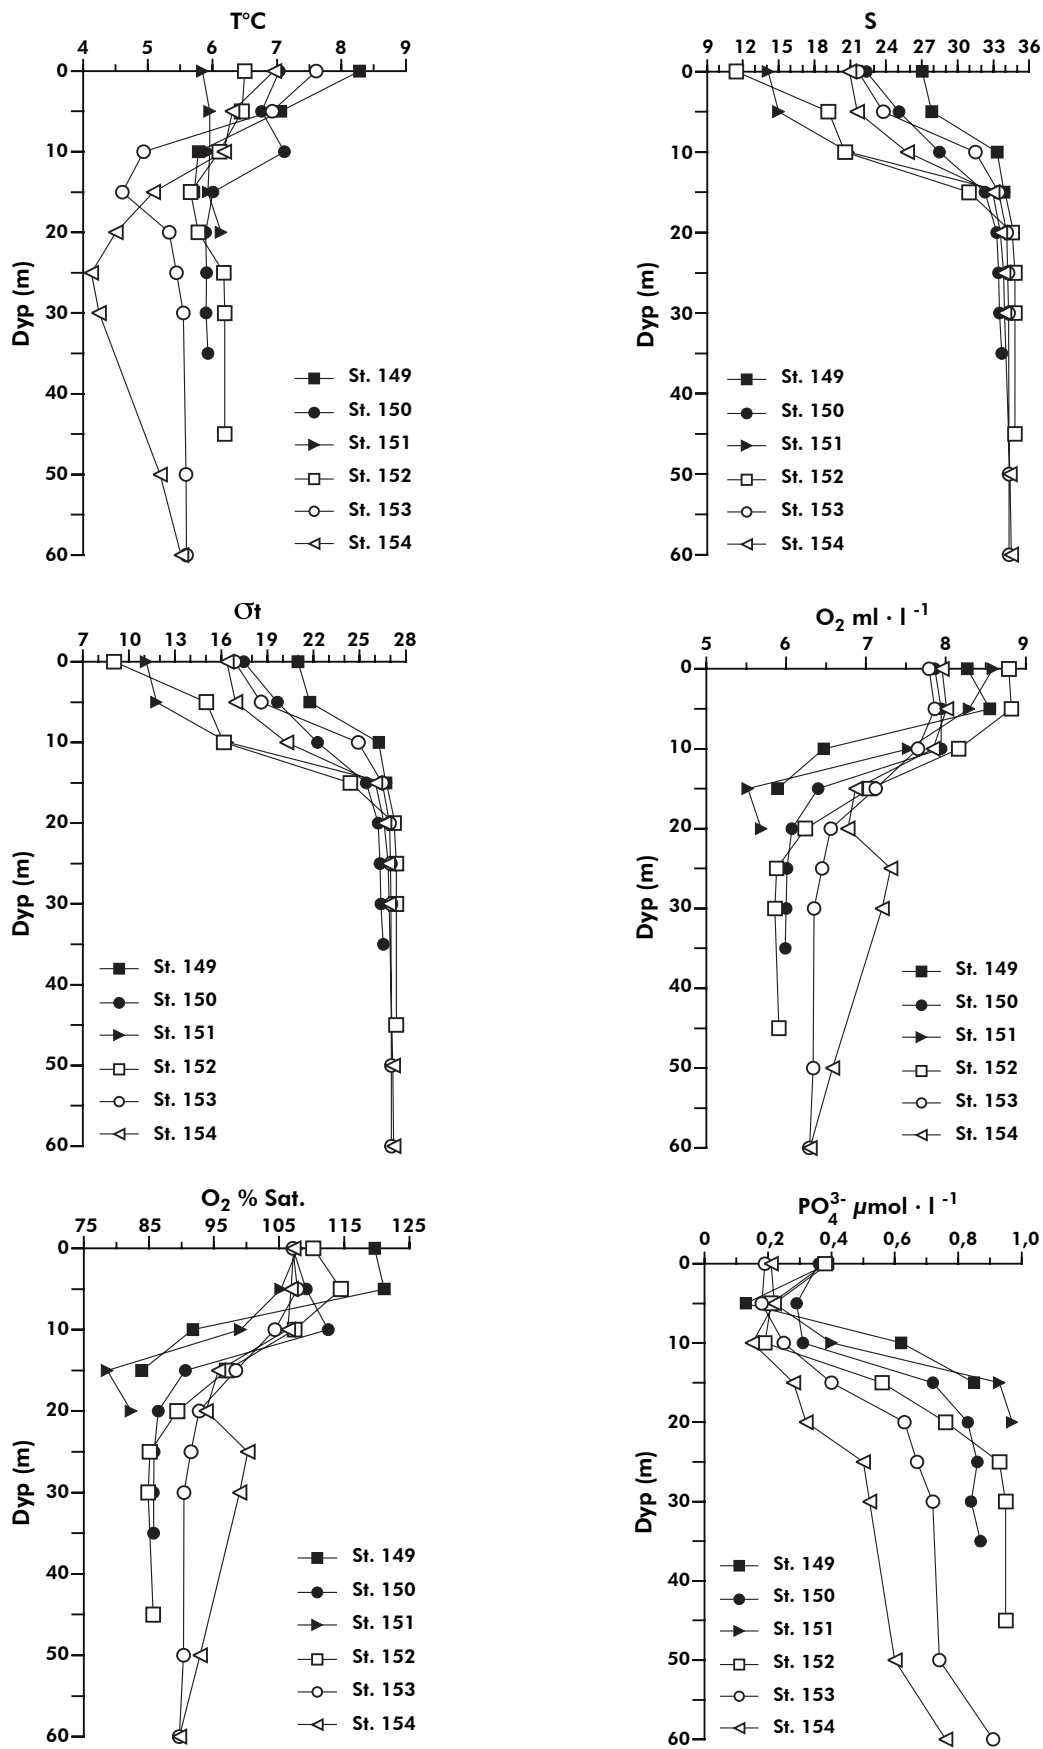 T°C
4 5 6 7 8 9
0
10
20
30
40
50
60
Dyp (m)
St. 149
St. 150
St. 151
St. 152
St. 153
St. 154
S
9 12 15 18 21 24 27 30 33 36
0
10
20
30
40
50
60
Dyp (m)
St. 149
St. 150
St. 151
St. 152
St. 153
St. 154
σt
7 10 13 16 19 22 25 28
0
10
20
30
40
50
60
Dyp (m)
St. 149
St. 150
St. 151
St. 152
St. 153
St. 154
O2 ml · l -1
5 6 7 8 9
0
10
20
30
40
50
60
Dyp (m)
St. 149
St. 150
St. 151
St. 152
St. 153
St. 154
O2 % Sat.
75 85 95 105 115 125
0
10
20
30
40
50
60
Dyp (m)
St. 149
St. 150
St. 151
St. 152
St. 153
St. 154
PO4 3- µmol · l -1
0 0,2 0,4 0,6 0,8 1,0
0
10
20
30
40
50
60
Dyp (m)
St. 149
St. 150
St. 151
St. 152
St. 153
St. 154